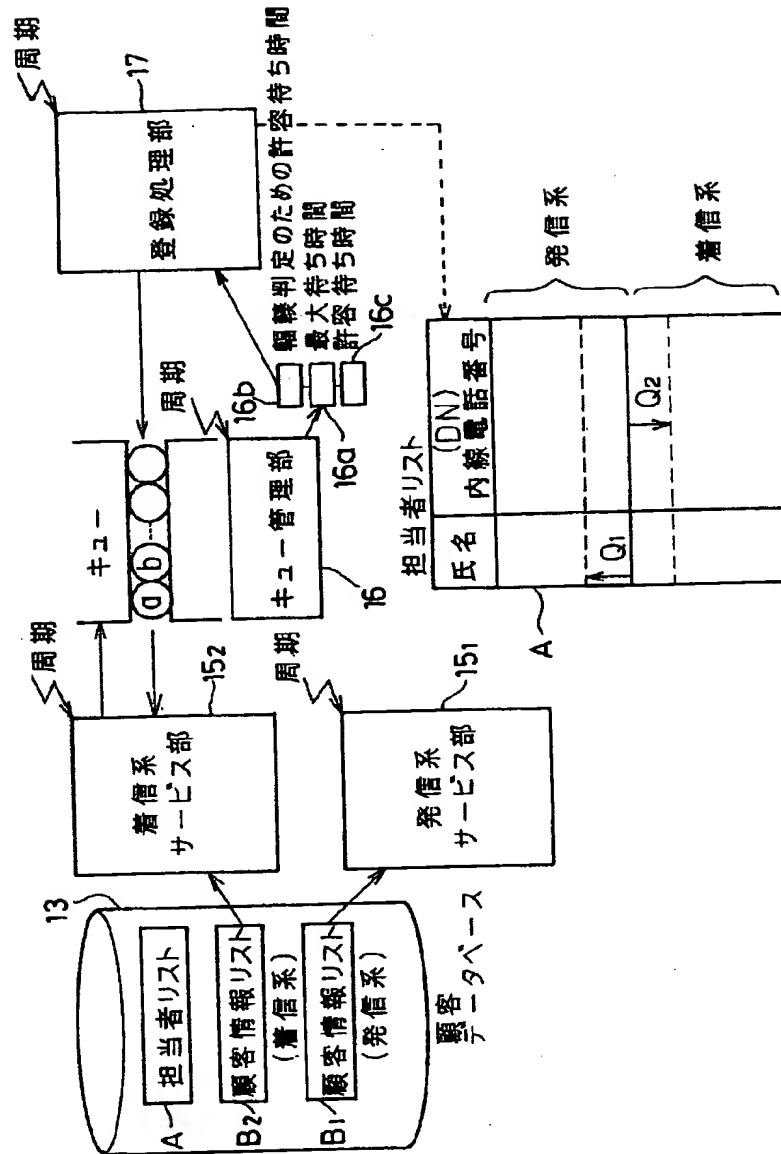 13
A
担当者リスト
B2
顧客情報リスト
(着信系)
B1
顧客情報リスト
(発信系)
顧客
データベース
周期
着信系
サービス部
152
周期
発信系
サービス部
151
キュー
a
b
周期
キュー管理部
16
16a
16b
16c
輻輳判定のための許容待ち時間
最大待ち時間
許容待ち時間
周期
登録処理部
17
担当者リスト
氏名
(DN)
内線電話番号
Q1
Q2
A
発信系
着信系